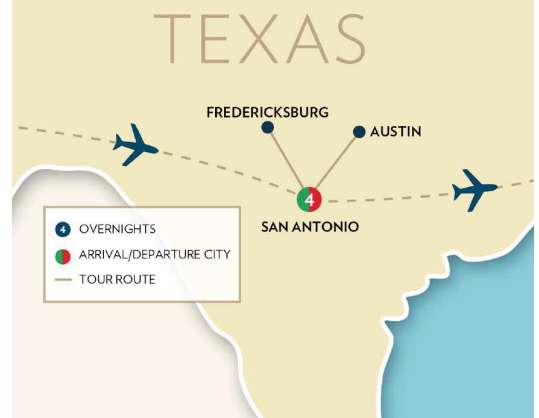 TEXAS
FREDERICKSBURG
AUSTIN
4
SAN ANTONIO
4 OVERNIGHTS
ARRIVAL/DEPARTURE CITY
TOUR ROUTE